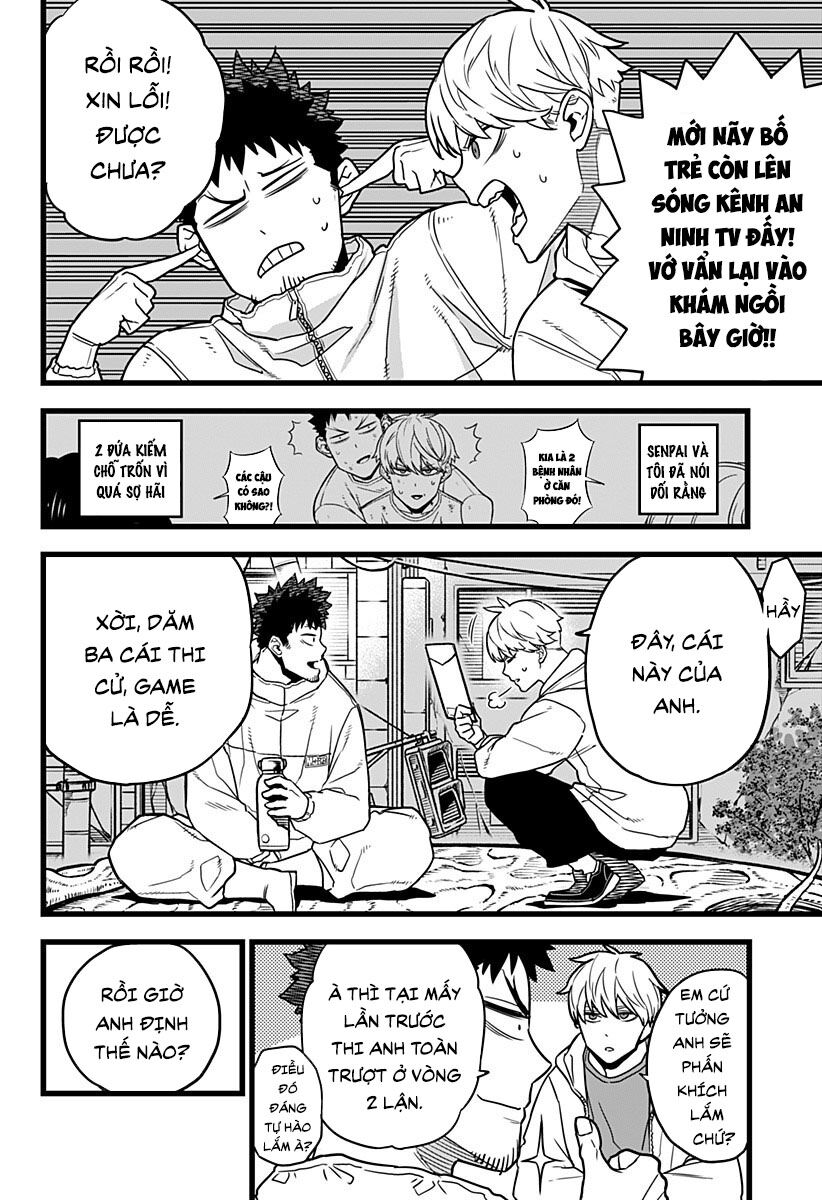 MỚI NÃY BỐ
TRẺ CÒN LÊN
SÓNG KÊNH AN
NINH TV ĐẤY!
VỚ VẨN LẠI VÀO
KHÁM NGỒI
BÂY GIỜ!!
RỒI RỒI!
XIN LỖI!
ĐƯỢC
CHƯA?
SENPAI VÀ
TÔI ĐÃ NÓI
DỐI RẰNG
KIA LÀ 2
BỆNH NHÂN
Ở CĂN
PHÒNG ĐÓ!
CÁC CẬU
CÓ SAO
KHÔNG?!
2 ĐỨA KIẾM
CHỖ TRỐN VÌ
QUÁ SỢ HÃI
HẦY
ĐÂY, CÁI
NÀY CỦA
ANH.
XỜI, DĂM
BA CÁI THI
CỬ, GAME
LÀ DỄ.
EM CỨ
TƯỞNG
ANH SẼ
PHẤN
KHÍCH
LẮM
CHỨ?
À THÌ TẠI MẤY
LẦN TRƯỚC
THI ANH TOÀN
TRƯỢT Ở VÒNG
2 LẬN.
ĐIỀU
ĐÓ
ĐÁNG
TỰ HÀO
LẮM À?
RỒI GIỜ
ANH ĐỊNH
THẾ NÀO?